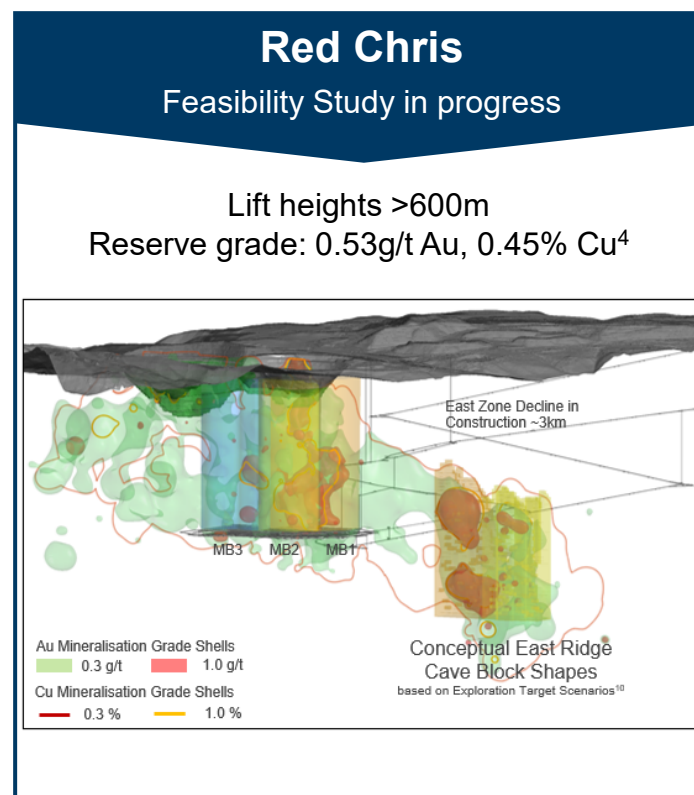 Red Chris
Feasibility Study in progress
Lift heights >600m
Reserve grade: 0.53g/t Au, 0.45% Cu⁴
East Zone Decline in
Construction ~3km
MB3 MB2 MB1
Au Mineralisation Grade Shells
0.3 g/t 1.0 g/t
Cu Mineralisation Grade Shells
0.3 % 1.0 %
Conceptual East Ridge
Cave Block Shapes
based on Exploration Target Scenarios¹⁰